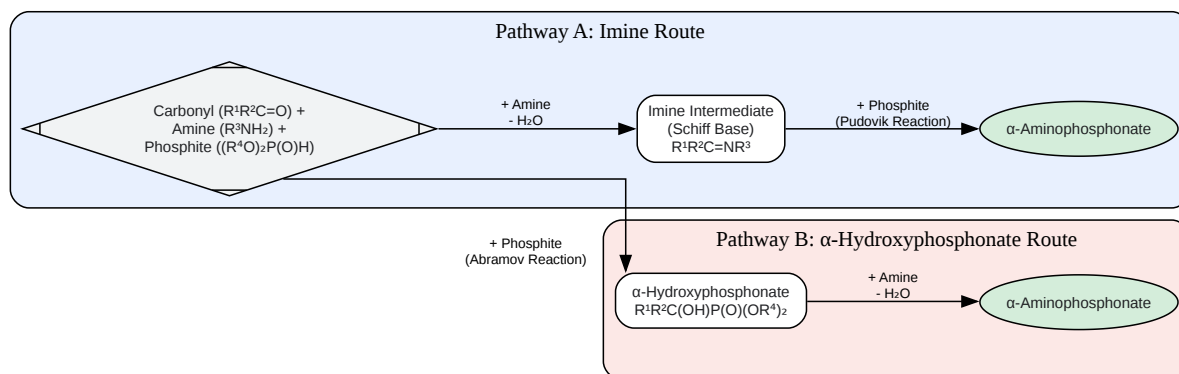 Pathway A: Imine Route
Carbonyl (R¹R²C=O) +
Amine (R³NH₂) +
Phosphite ((R⁴O)₂P(O)H)
+ Amine
- H₂O
Imine Intermediate
(Schiff Base)
R¹R²C=NR³
+ Phosphite
(Pudovik Reaction)
α-Aminophosphonate
+ Phosphite
(Abramov Reaction)
Pathway B: α-Hydroxyphosphonate Route
α-Hydroxyphosphonate
R¹R²C(OH)P(O)(OR⁴)₂
+ Amine
- H₂O
α-Aminophosphonate